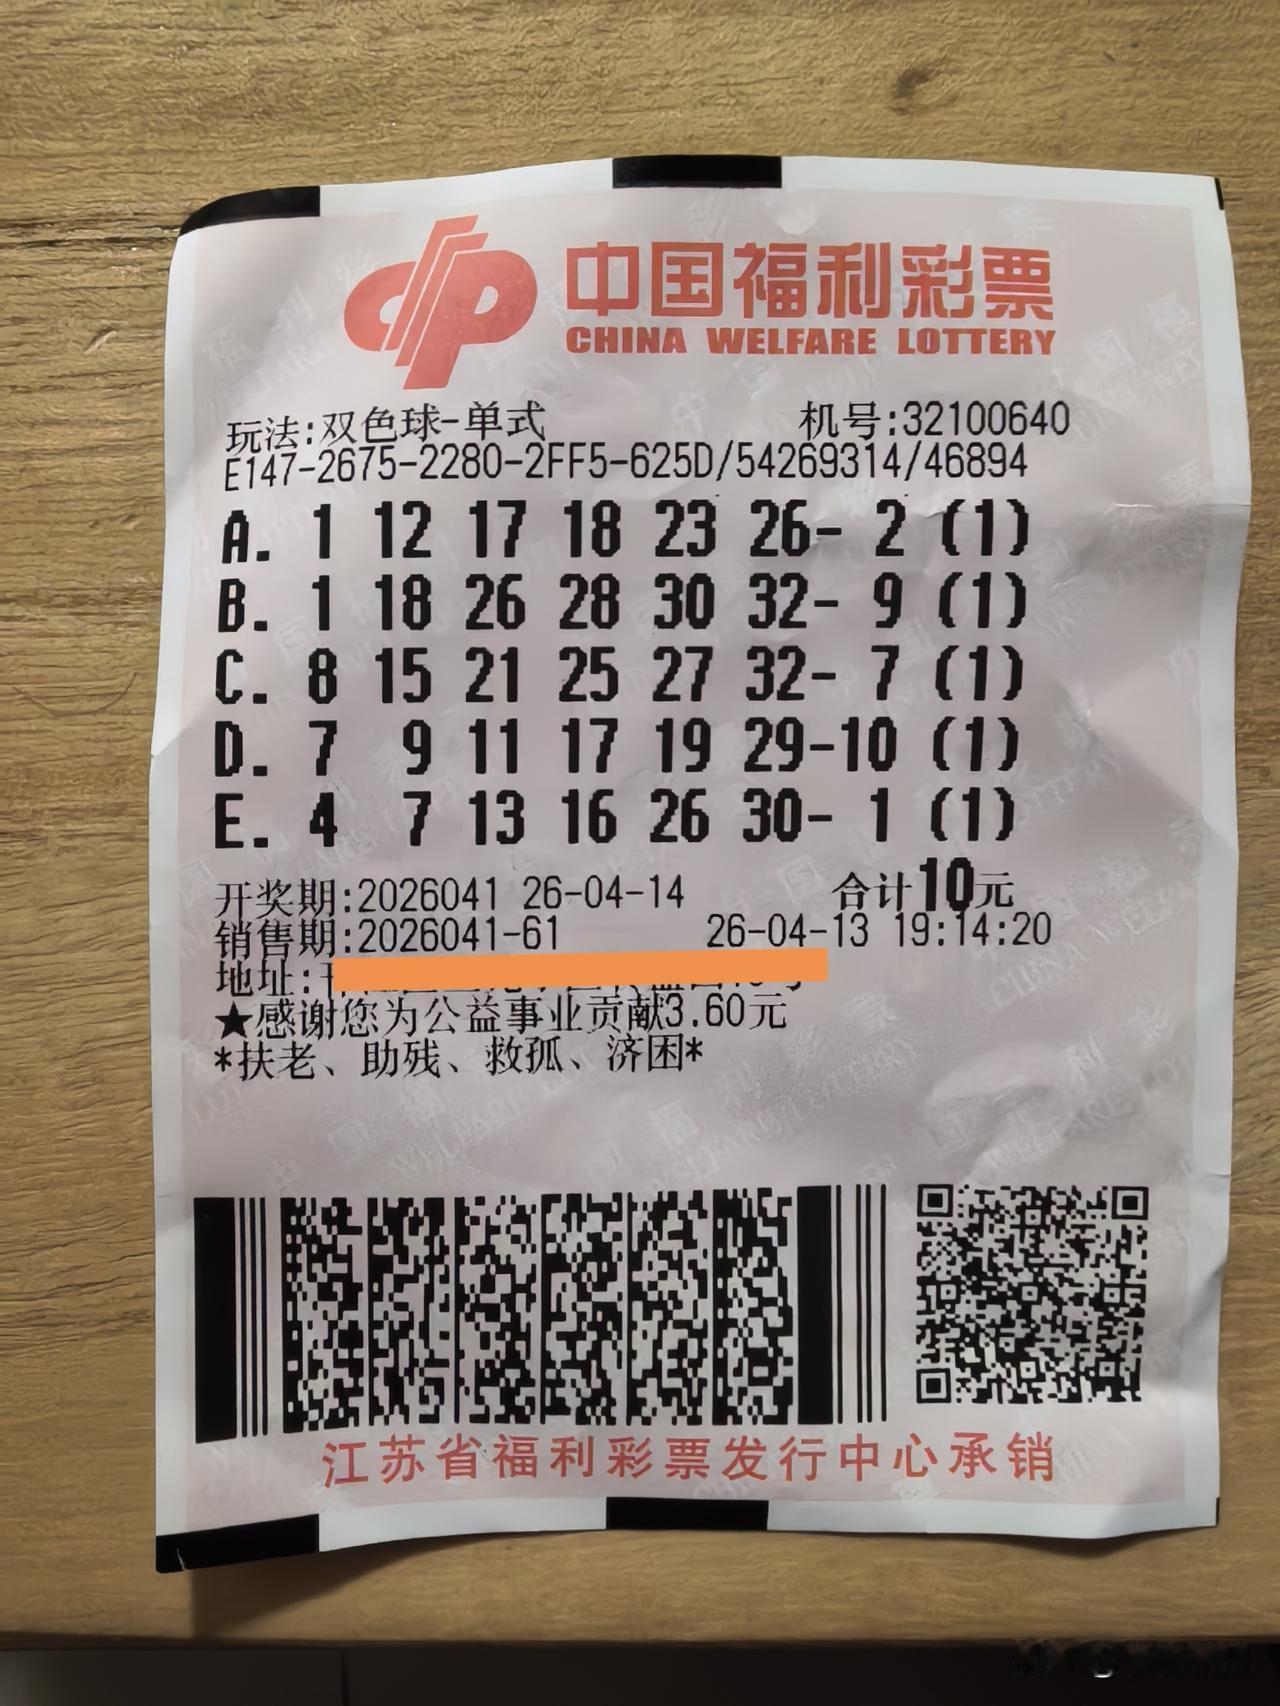 中国福利彩票
CHINA WELFARE LOTTERY
玩法:双色球-单式 机号:32100640
E147-2675-2280-2FF5-625D/54269314/46894
A. 1 12 17 18 23 26- 2 (1)
B. 1 18 26 28 30 32- 9 (1)
C. 8 15 21 25 27 32- 7 (1)
D. 7 9 11 17 19 29-10 (1)
E. 4 7 13 16 26 30- 1 (1)
开奖期:2026041 26-04-14 合计10元
销售期:2026041-61 26-04-13 19:14:20
地址:
★感谢您为公益事业贡献3.60元
*扶老、助残、救孤、济困*
江苏省福利彩票发行中心承销